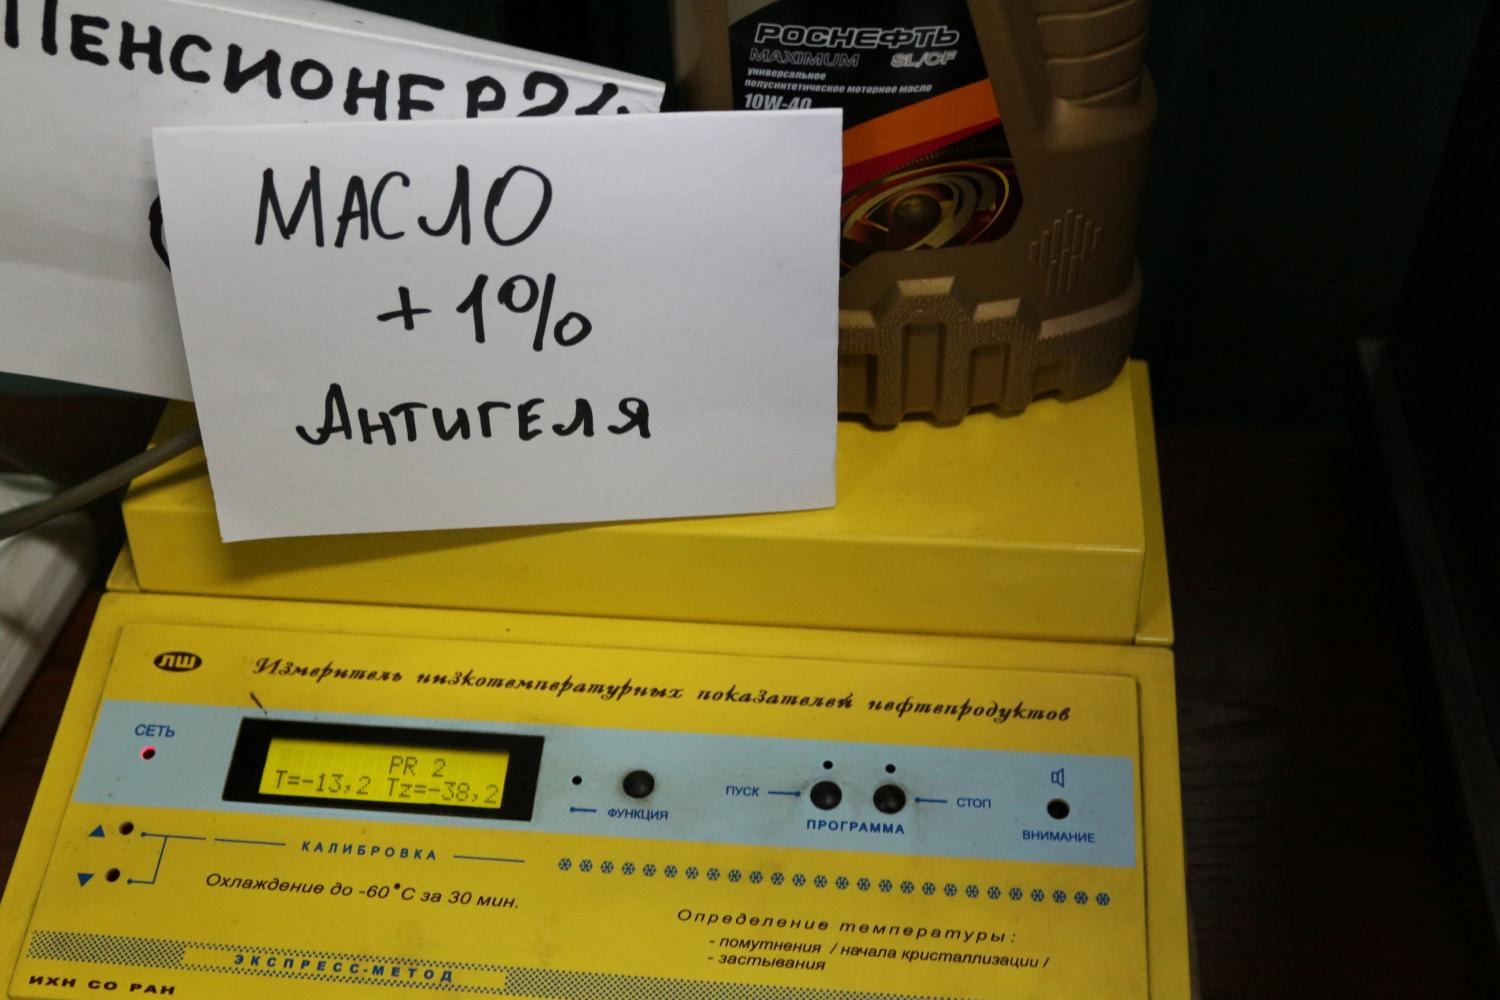 ПЕНСИОНЕР24
РОСНЕФТЬ
MAXIMUM SL/CF
универсальное
полусинтетическое моторное масло
10W-40
МАСЛО
+ 1%
АНТИГЕЛЯ
ЛШ
Измеритель низкотемпературных показателей нефтепродуктов
СЕТЬ
PR 2
T=-13,2 Tz=-38,2
ФУНКЦИЯ
ПУСК
СТОП
ПРОГРАММА
ВНИМАНИЕ
КАЛИБРОВКА
Охлаждение до -60°С за 30 мин.
Определение температуры:
- помутнения / начала кристаллизации /
- застывания
ЭКСПРЕСС-МЕТОД
ИХН СО РАН